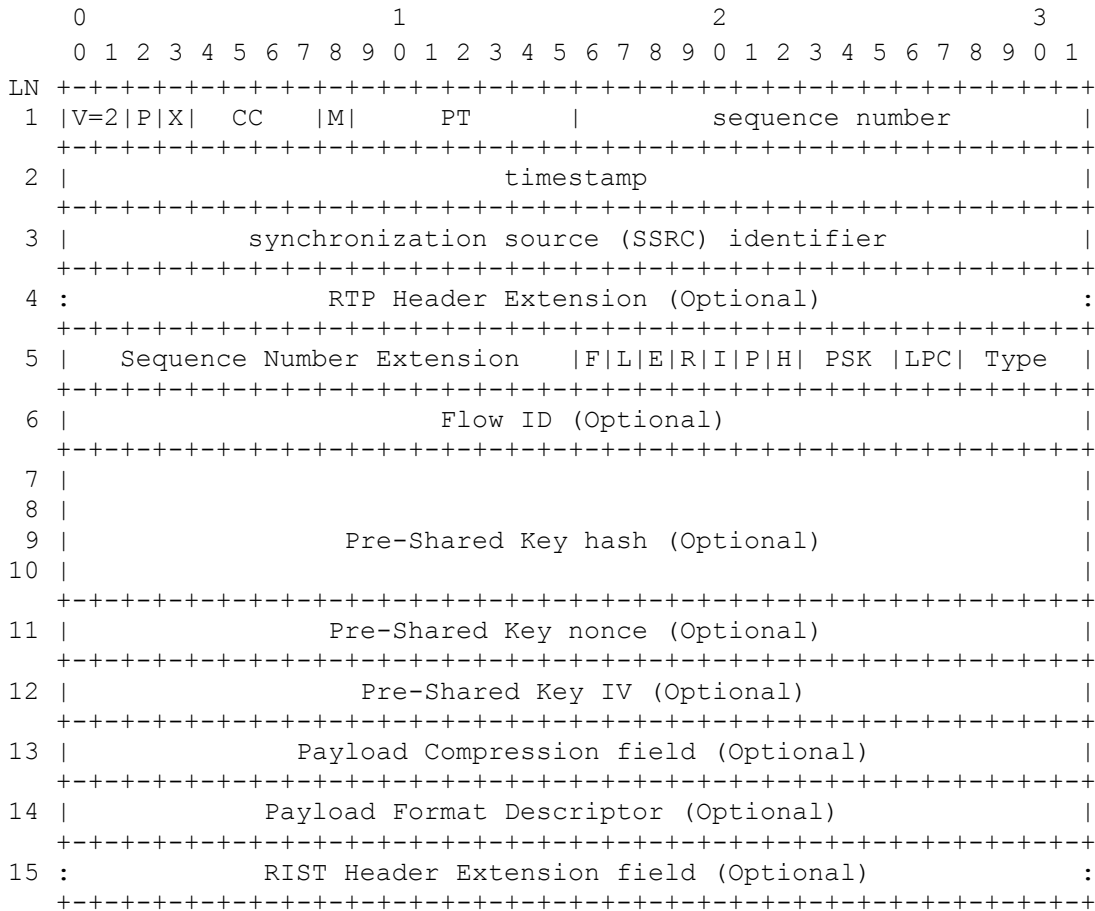 0                   1                   2                   3
 0 1 2 3 4 5 6 7 8 9 0 1 2 3 4 5 6 7 8 9 0 1 2 3 4 5 6 7 8 9 0 1
LN +-+-+-+-+-+-+-+-+-+-+-+-+-+-+-+-+-+-+-+-+-+-+-+-+-+-+-+-+-+-+-+-+
 1 |V=2|P|X|  CC   |M|     PT      |        sequence number        |
   +-+-+-+-+-+-+-+-+-+-+-+-+-+-+-+-+-+-+-+-+-+-+-+-+-+-+-+-+-+-+-+-+
 2 |                           timestamp                           |
   +-+-+-+-+-+-+-+-+-+-+-+-+-+-+-+-+-+-+-+-+-+-+-+-+-+-+-+-+-+-+-+-+
 3 |           synchronization source (SSRC) identifier            |
   +-+-+-+-+-+-+-+-+-+-+-+-+-+-+-+-+-+-+-+-+-+-+-+-+-+-+-+-+-+-+-+-+
 4 :                RTP Header Extension (Optional)                :
   +-+-+-+-+-+-+-+-+-+-+-+-+-+-+-+-+-+-+-+-+-+-+-+-+-+-+-+-+-+-+-+-+
 5 |   Sequence Number Extension   |F|L|E|R|I|P|H| PSK |LPC| Type  |
   +-+-+-+-+-+-+-+-+-+-+-+-+-+-+-+-+-+-+-+-+-+-+-+-+-+-+-+-+-+-+-+-+
 6 |                       Flow ID (Optional)                      |
   +-+-+-+-+-+-+-+-+-+-+-+-+-+-+-+-+-+-+-+-+-+-+-+-+-+-+-+-+-+-+-+-+
 7 |                                                               |
 8 |                                                               |
 9 |                 Pre-Shared Key hash (Optional)                |
10 |                                                               |
   +-+-+-+-+-+-+-+-+-+-+-+-+-+-+-+-+-+-+-+-+-+-+-+-+-+-+-+-+-+-+-+-+
11 |                Pre-Shared Key nonce (Optional)                |
   +-+-+-+-+-+-+-+-+-+-+-+-+-+-+-+-+-+-+-+-+-+-+-+-+-+-+-+-+-+-+-+-+
12 |                  Pre-Shared Key IV (Optional)                 |
   +-+-+-+-+-+-+-+-+-+-+-+-+-+-+-+-+-+-+-+-+-+-+-+-+-+-+-+-+-+-+-+-+
13 |              Payload Compression field (Optional)             |
   +-+-+-+-+-+-+-+-+-+-+-+-+-+-+-+-+-+-+-+-+-+-+-+-+-+-+-+-+-+-+-+-+
14 |            Payload Format Descriptor (Optional)               |
   +-+-+-+-+-+-+-+-+-+-+-+-+-+-+-+-+-+-+-+-+-+-+-+-+-+-+-+-+-+-+-+-+
15 :            RIST Header Extension field (Optional)             :
   +-+-+-+-+-+-+-+-+-+-+-+-+-+-+-+-+-+-+-+-+-+-+-+-+-+-+-+-+-+-+-+-+